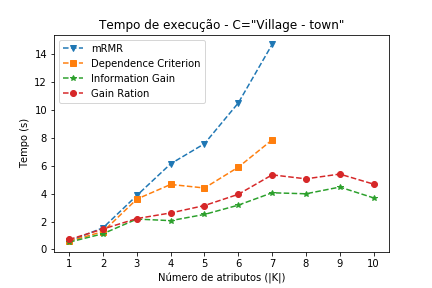 Tempo de execução - C="Village - town"
mRMR
Dependence Criterion
Information Gain
Gain Ration
Tempo (s)
14
12
10
8
6
4
2
0
1 2 3 4 5 6 7 8 9 10
Número de atributos (|K|)